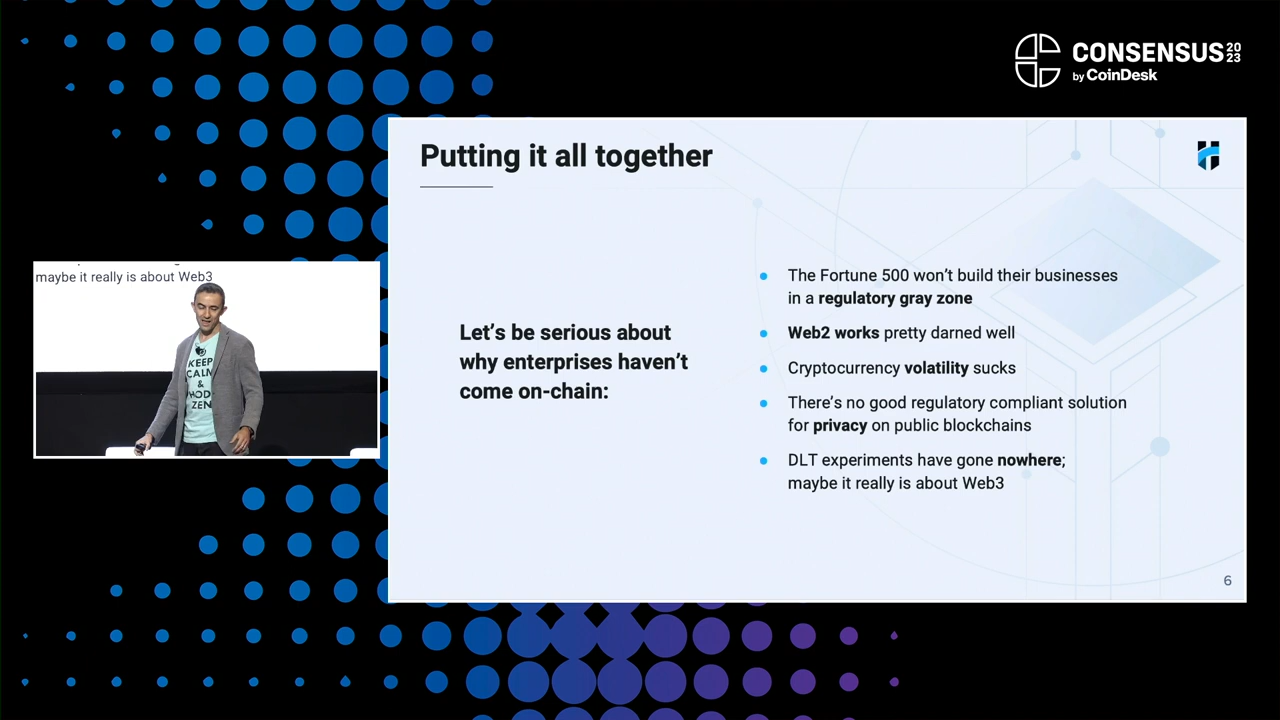 CONSENSUS 20
23
by CoinDesk
Putting it all together
Let's be serious about
why enterprises haven't
come on-chain:
The Fortune 500 won't build their businesses
in a regulatory gray zone
Web2 works pretty darned well
Cryptocurrency volatility sucks
There's no good regulatory compliant solution
for privacy on public blockchains
DLT experiments have gone nowhere;
maybe it really is about Web3
6
maybe it really is about Web3
KEEP
CALM
&
HODL
ZEN